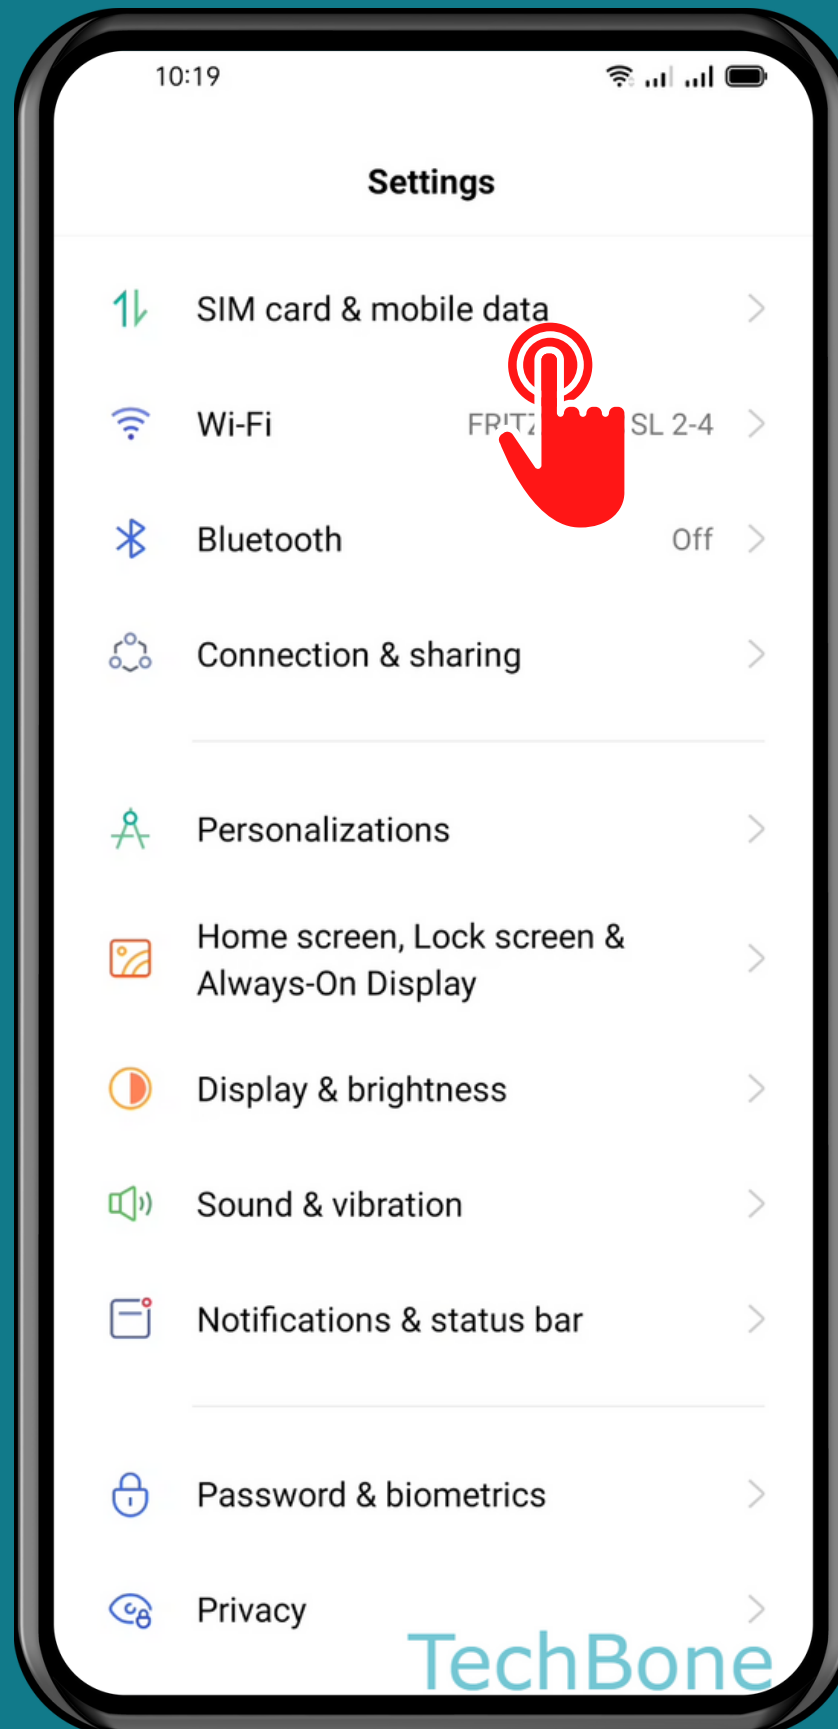 10:19
Settings
SIM card & mobile data
Wi-Fi SL 2-4
Bluetooth Off
Connection & sharing
Personalizations
Home screen, Lock screen &
Always-On Display
Display & brightness
Sound & vibration
Notifications & status bar
Password & biometrics
Privacy
TechBone